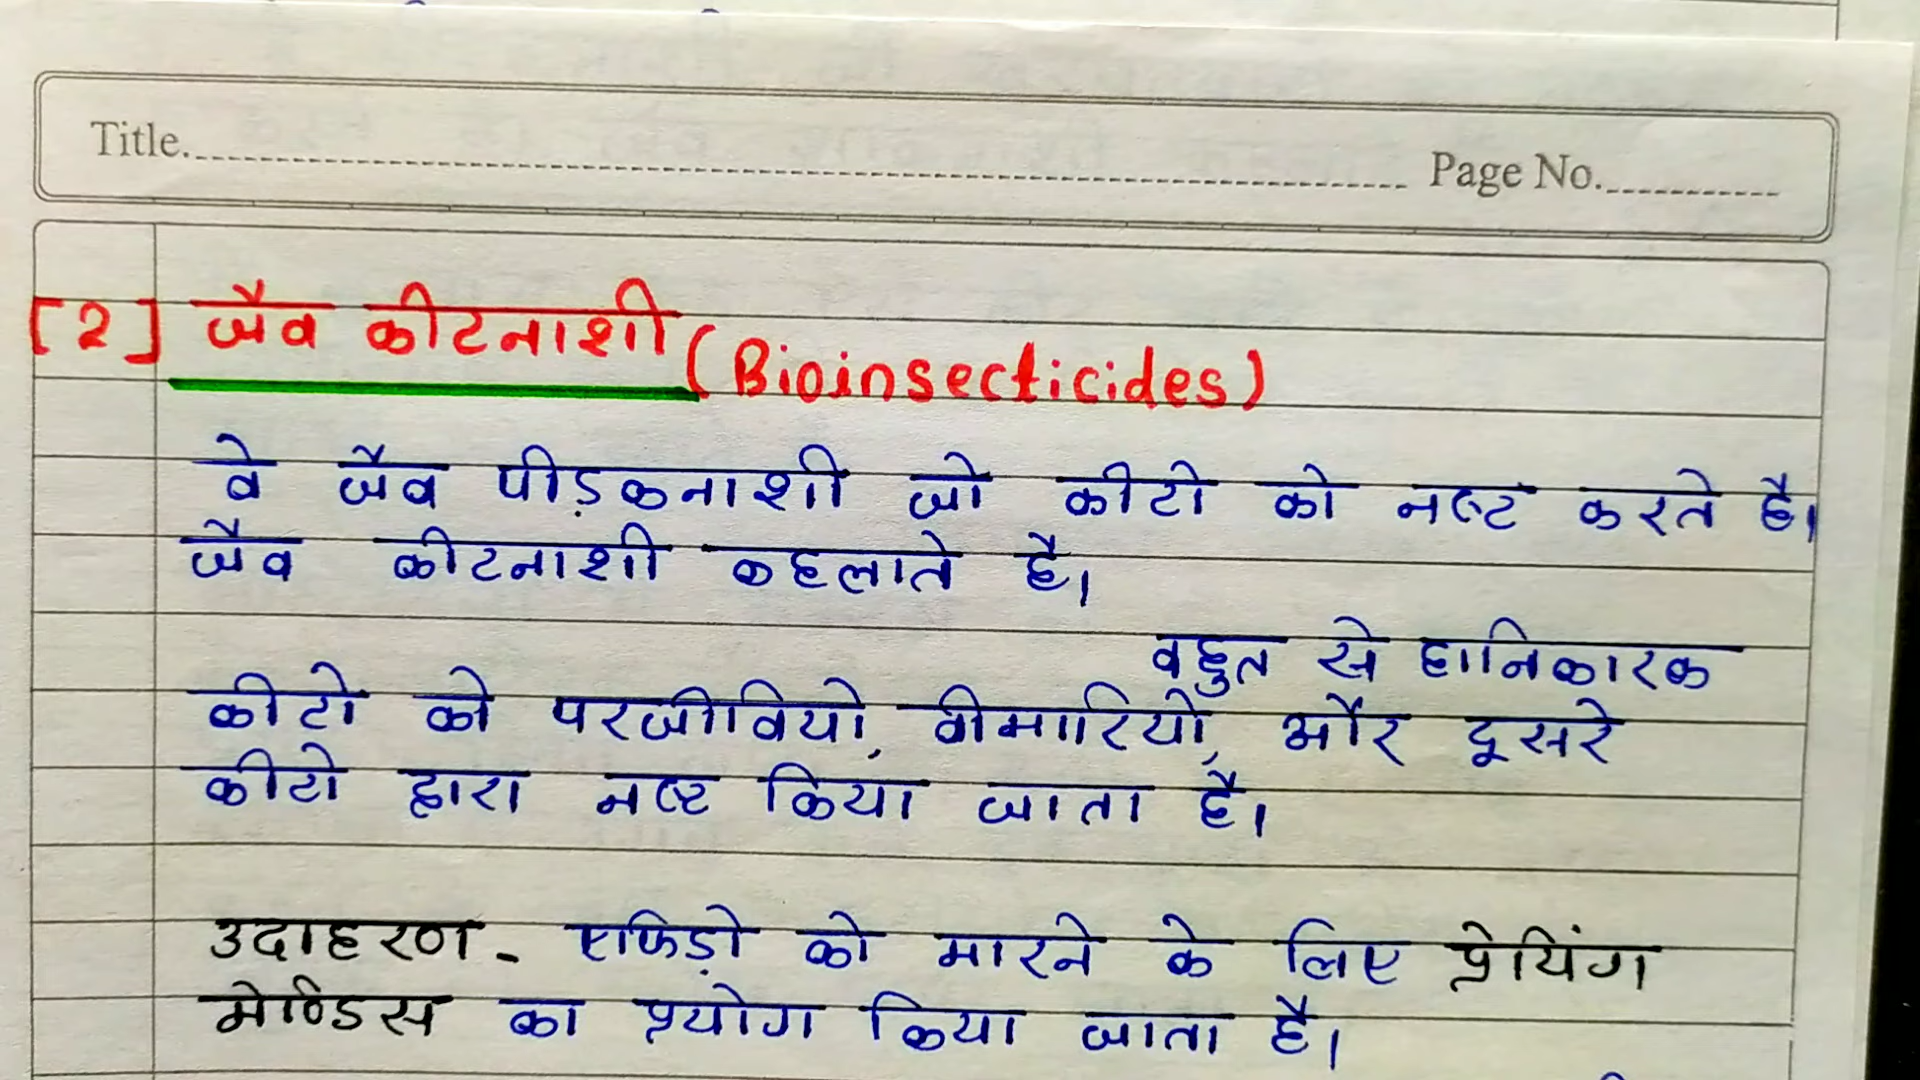 Title. Page No.
[2] जैव कीटनाशी (Bioinsecticides)
वे जैव पीड़कनाशी जो कीटो को नष्ट करते है।
जैव कीटनाशी कहलाते है।
वहुत से हानिकारक
कीटो को परजीवियो, वीमारियो, और दूसरे
कीटो द्वारा नष्ट किया जाता है।
उदाहरण - एफिड़ो को मारने के लिए प्रेयिंग
मेण्डिस का प्रयोग किया जाता है।